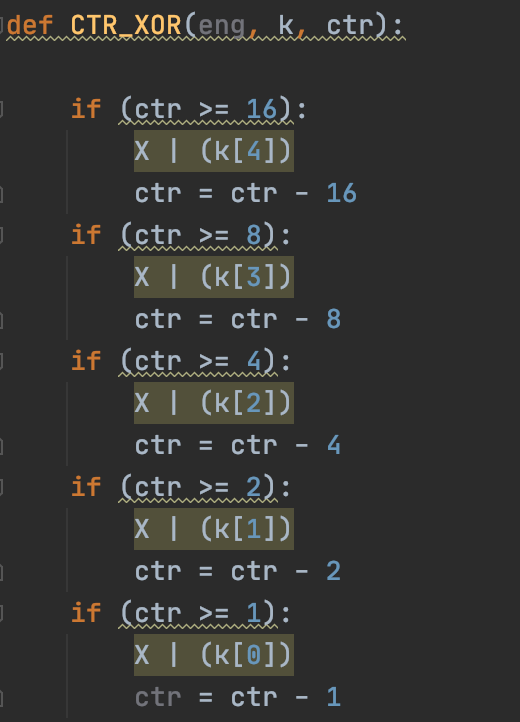 def CTR_XOR(eng, k, ctr):
if (ctr >= 16):
X | (k[4])
ctr = ctr - 16
if (ctr >= 8):
X | (k[3])
ctr = ctr - 8
if (ctr >= 4):
X | (k[2])
ctr = ctr - 4
if (ctr >= 2):
X | (k[1])
ctr = ctr - 2
if (ctr >= 1):
X | (k[0])
ctr = ctr - 1